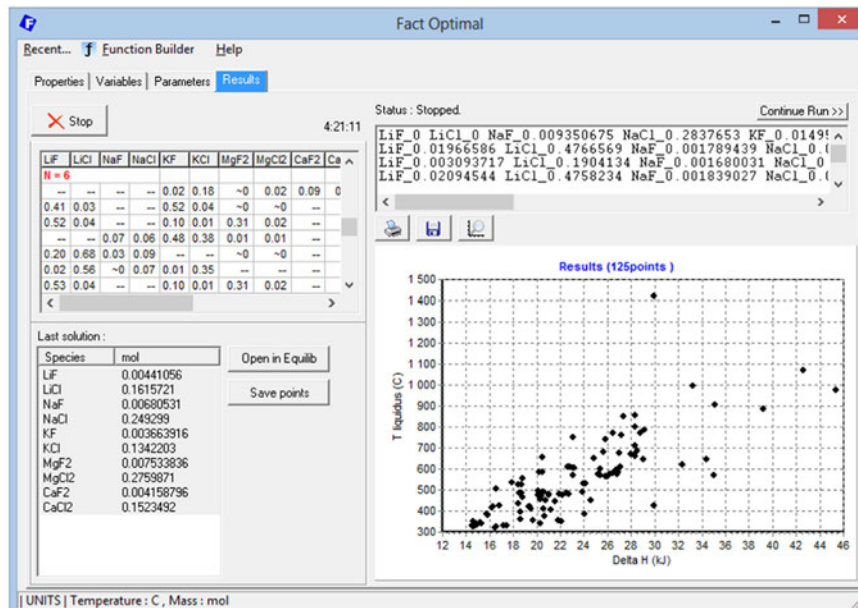 Fact Optimal
Recent... Function Builder Help
Properties Variables Parameters Results
Stop
4:21:11
LiF LiCl NaF NaCl KF KCl MgF2 MgCl2 CaF2 Ca
N = 6
-- -- -- -- 0.02 0.18 ~0 0.02 0.09 0
0.41 0.03 -- -- 0.52 0.04 ~0 ~0 --
0.52 0.04 -- -- 0.10 0.01 0.31 0.02 --
-- -- 0.07 0.06 0.48 0.38 0.01 0.01 --
0.20 0.68 0.03 0.09 -- -- ~0 ~0 --
0.02 0.56 ~0 0.07 0.01 0.35 -- -- --
0.53 0.04 -- -- 0.10 0.01 0.31 0.02 --
Last solution :
Species mol
LiF 0.00441056
LiCl 0.1615721
NaF 0.00680531
NaCl 0.249299
KF 0.003663916
KCl 0.1342203
MgF2 0.007533836
MgCl2 0.2759871
CaF2 0.004158796
CaCl2 0.1523492
Open in Equilib
Save points
Status : Stopped.
Continue Run >>
LiF_0 LiCl_0 NaF_0.009350675 NaCl_0.2837653 KF_0.01495
LiF_0.01966586 LiCl_0.4766569 NaF_0.001789439 NaCl_0.0
LiF_0.003093717 LiCl_0.1904134 NaF_0.001680031 NaCl_0.
LiF_0.02094544 LiCl_0.4758234 NaF_0.001839027 NaCl_0.0
Results (125points )
T liquidus (C)
1 500
1 400
1 300
1 200
1 100
1 000
900
800
700
600
500
400
300
12 14 16 18 20 22 24 26 28 30 32 34 36 38 40 42 44 46
Delta H (kJ)
| UNITS | Temperature : C , Mass : mol